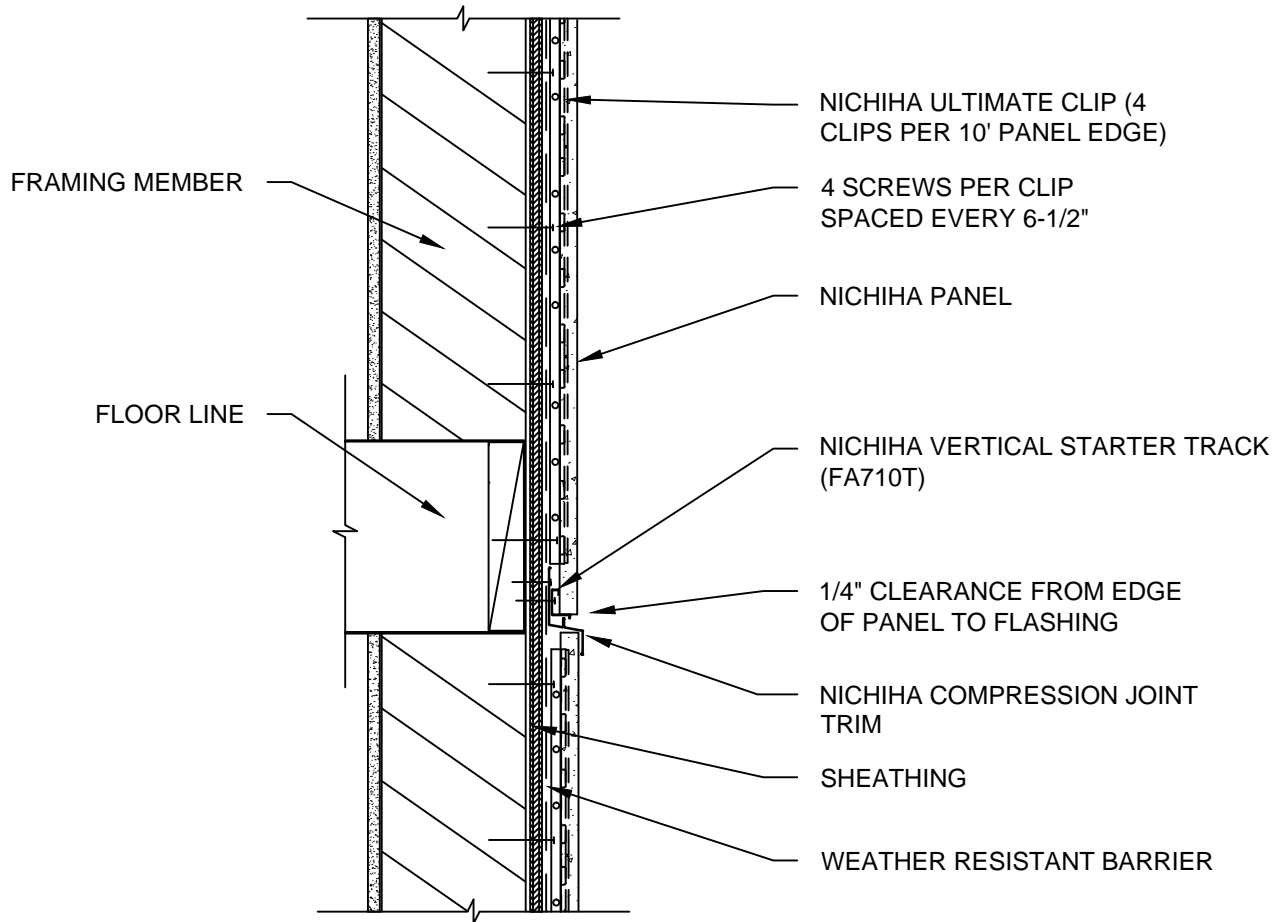 FRAMING MEMBER
FLOOR LINE
NICHIHA ULTIMATE CLIP (4
CLIPS PER 10' PANEL EDGE)
4 SCREWS PER CLIP
SPACED EVERY 6-1/2"
NICHIHA PANEL
NICHIHA VERTICAL STARTER TRACK
(FA710T)
1/4" CLEARANCE FROM EDGE
OF PANEL TO FLASHING
NICHIHA COMPRESSION JOINT
TRIM
SHEATHING
WEATHER RESISTANT BARRIER